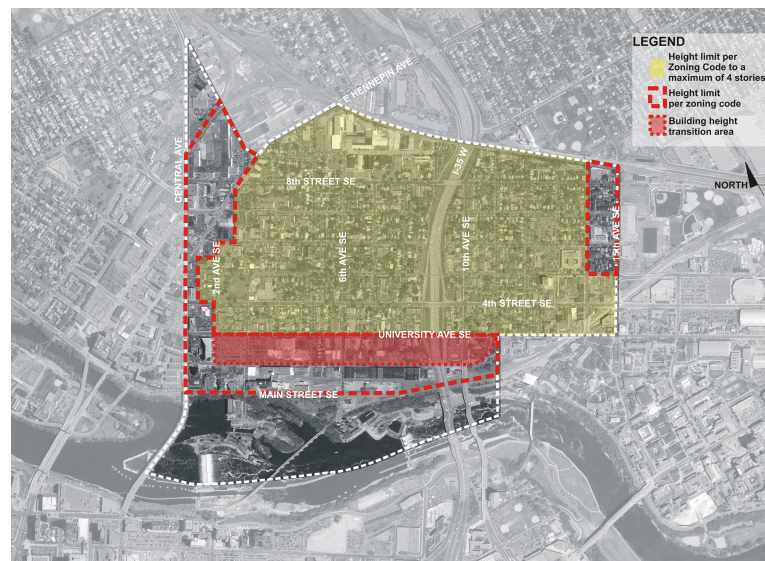 LEGEND
Height limit per
Zoning Code to a
maximum of 4 stories
Height limit
per zoning code
Building height
transition area
NORTH
E HENNEPIN AVE
CENTRAL AVE
I-35 W
8th STREET SE
15th AVE SE
2nd AVE SE
6th AVE SE
10th AVE SE
4th STREET SE
UNIVERSITY AVE SE
MAIN STREET SE